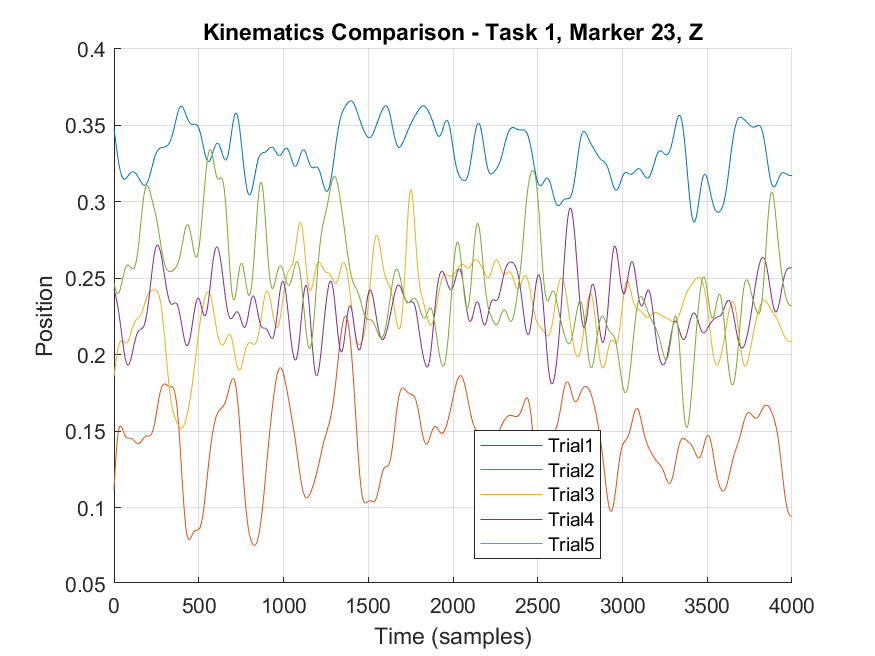 Kinematics Comparison - Task 1, Marker 23, Z
0.4
0.35
0.3
0.25
0.2
0.15
0.1
0.05
Position
0 500 1000 1500 2000 2500 3000 3500 4000
Time (samples)
Trial1
Trial2
Trial3
Trial4
Trial5